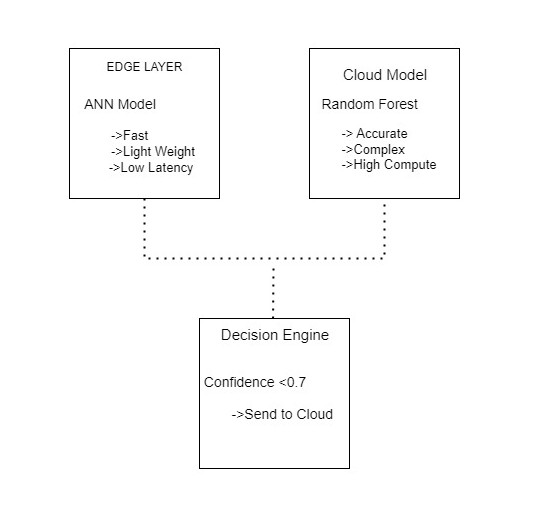 EDGE LAYER
ANN Model
->Fast
->Light Weight
->Low Latency
Cloud Model
Random Forest
-> Accurate
->Complex
->High Compute
Decision Engine
Confidence <0.7
->Send to Cloud